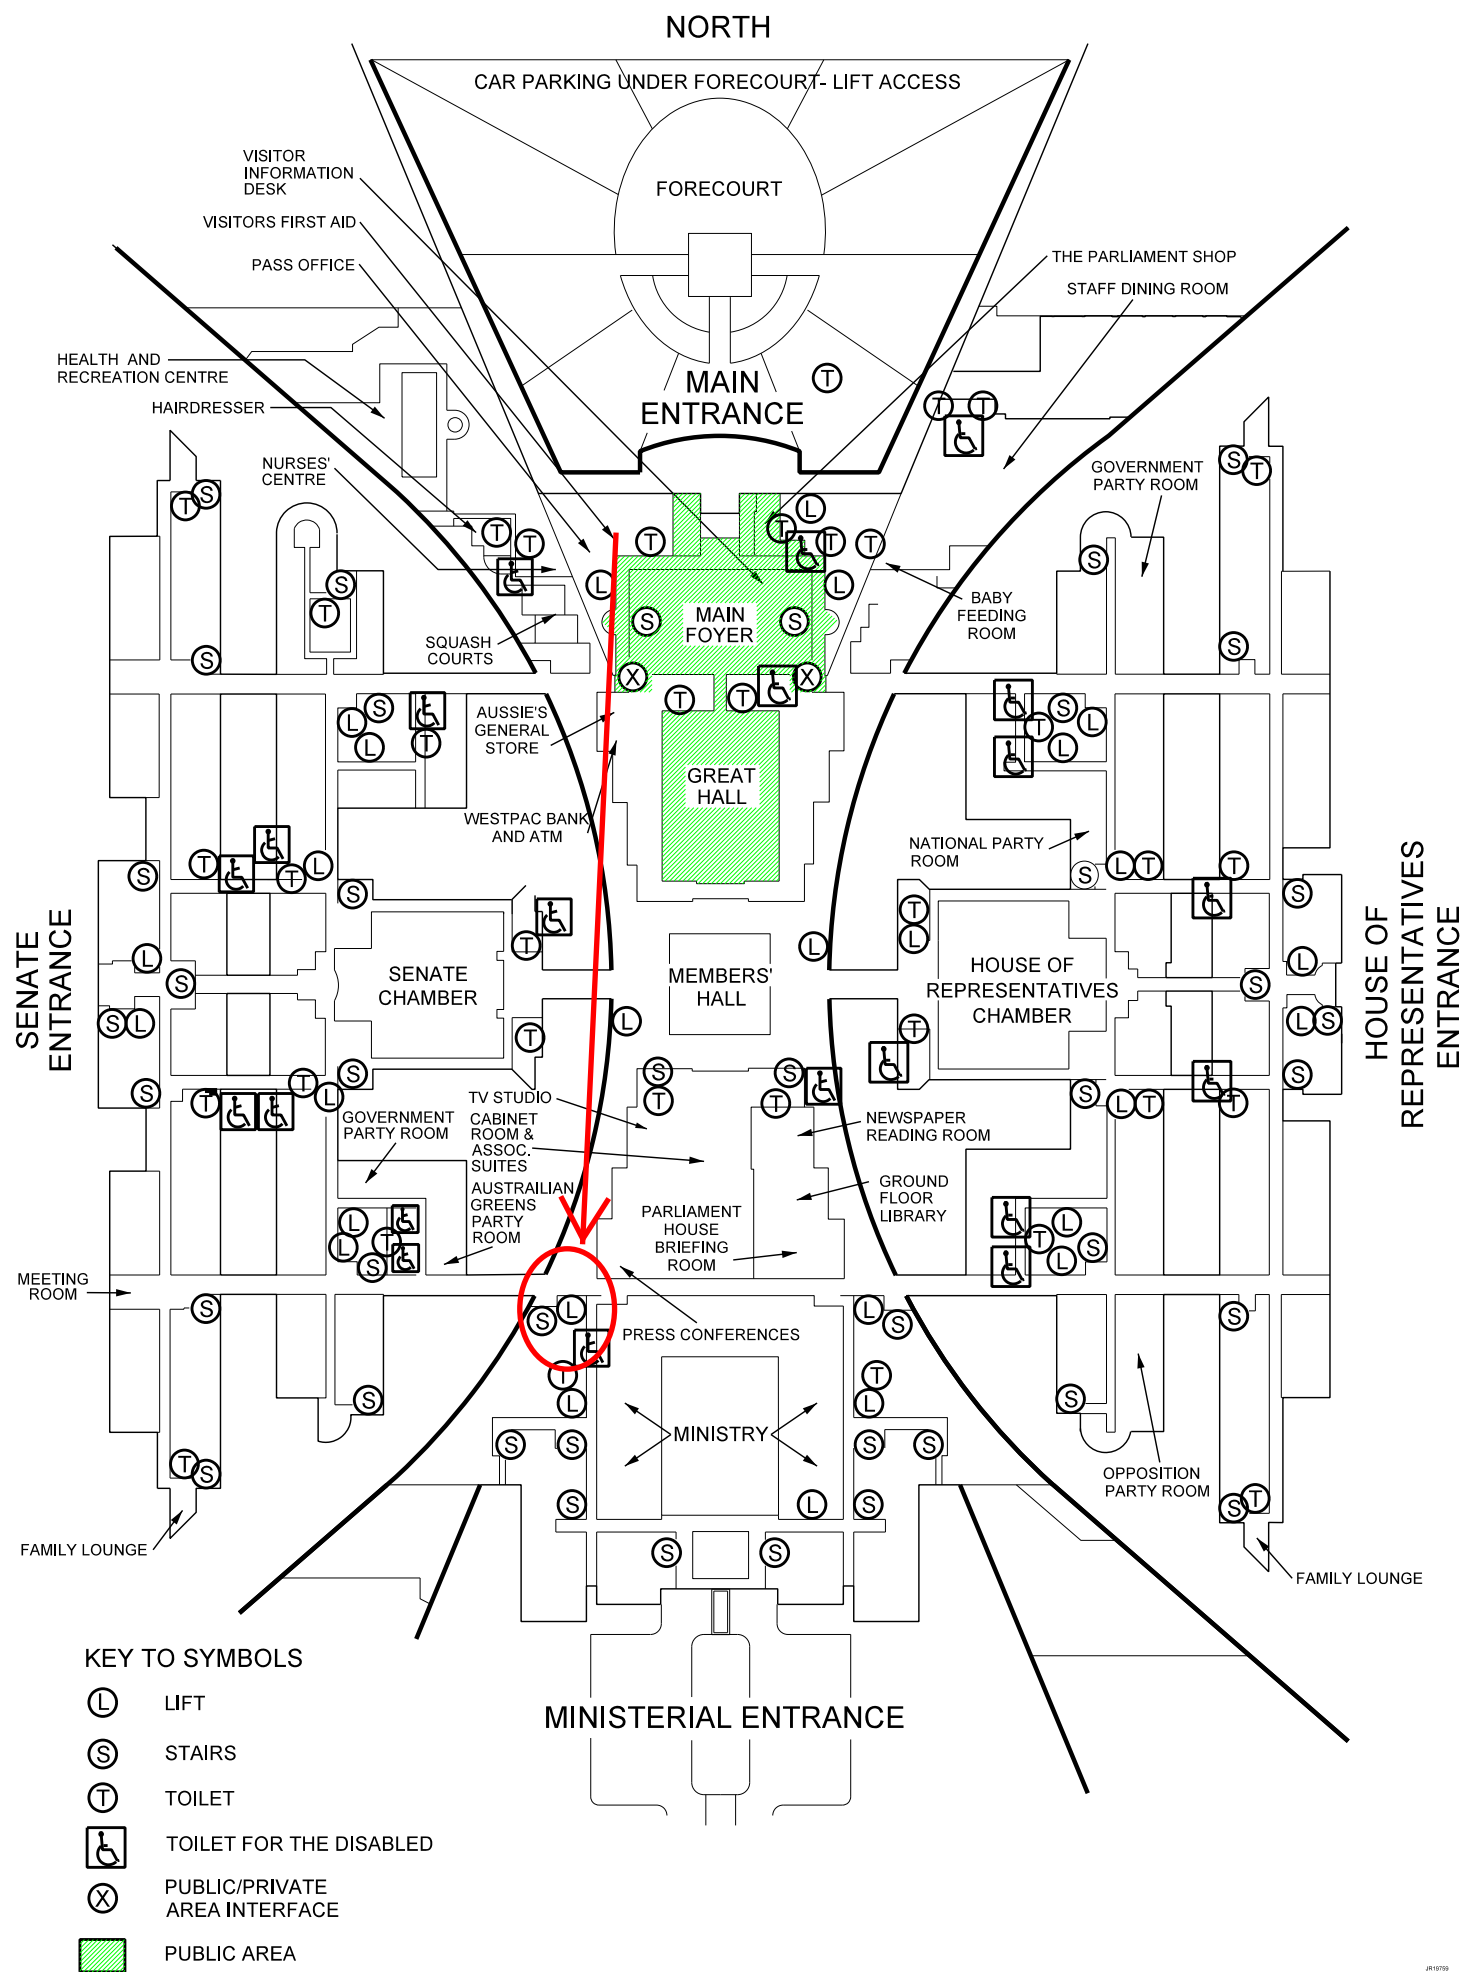 NORTH
CAR PARKING UNDER FORECOURT- LIFT ACCESS
VISITOR
INFORMATION
DESK
FORECOURT
VISITORS FIRST AID
PASS OFFICE
THE PARLIAMENT SHOP
STAFF DINING ROOM
HEALTH AND
RECREATION CENTRE
HAIRDRESSER
MAIN
ENTRANCE
T
T
T
NURSES'
CENTRE
GOVERNMENT
PARTY ROOM
S
T
S
T
L
T
T
T
T
T
T
S
L
L
S
T
BABY
FEEDING
ROOM
MAIN
FOYER
S
S
SQUASH
COURTS
S
S
X
X
T
T
AUSSIE'S
GENERAL
STORE
S
L
L
T
S
L
T
L
GREAT
HALL
WESTPAC BANK
AND ATM
NATIONAL PARTY
ROOM
T
L
T
S
S
S
L
T
T
S
S
T
T
L
L
SENATE
ENTRANCE
SENATE
CHAMBER
MEMBERS'
HALL
HOUSE OF
REPRESENTATIVES
CHAMBER
HOUSE OF
REPRESENTATIVES
ENTRANCE
L
S
S
L
S
L
L
S
L
T
T
S
S
S
S
T
T
S
T
L
S
L
T
T
S
TV STUDIO
CABINET
ROOM &
ASSOC.
SUITES
GOVERNMENT
PARTY ROOM
NEWSPAPER
READING ROOM
AUSTRAILIAN
GREENS
PARTY
ROOM
GROUND
FLOOR
LIBRARY
PARLIAMENT
HOUSE
BRIEFING
ROOM
L
L
T
S
L
T
L
S
MEETING
ROOM
S
S
L
L
S
S
PRESS CONFERENCES
T
T
L
L
S
S
MINISTRY
S
S
S
S
OPPOSITION
PARTY ROOM
T
S
S
L
S
S
T
S
S
FAMILY LOUNGE
FAMILY LOUNGE
KEY TO SYMBOLS
L LIFT
S STAIRS
T TOILET
TOILET FOR THE DISABLED
X PUBLIC/PRIVATE
AREA INTERFACE
PUBLIC AREA
MINISTERIAL ENTRANCE
JR19759